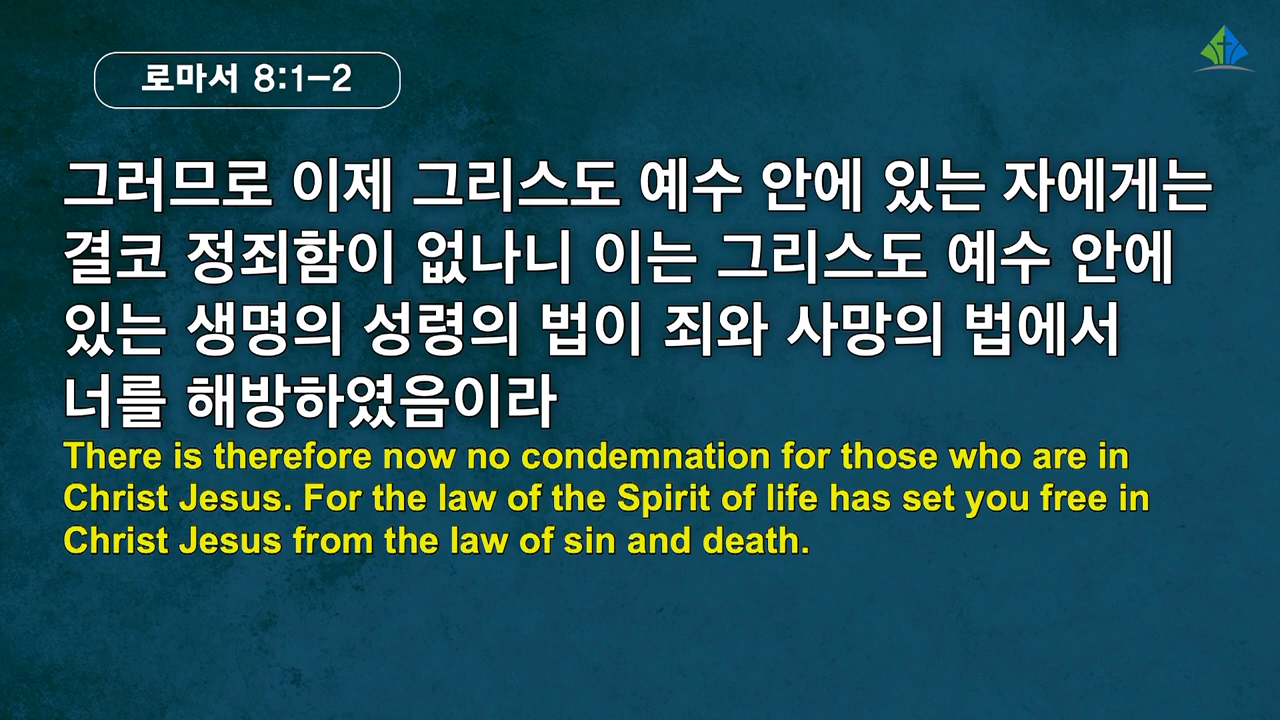 로마서 8:1-2
그러므로 이제 그리스도 예수 안에 있는 자에게는
결코 정죄함이 없나니 이는 그리스도 예수 안에
있는 생명의 성령의 법이 죄와 사망의 법에서
너를 해방하였음이라
There is therefore now no condemnation for those who are in
Christ Jesus. For the law of the Spirit of life has set you free in
Christ Jesus from the law of sin and death.